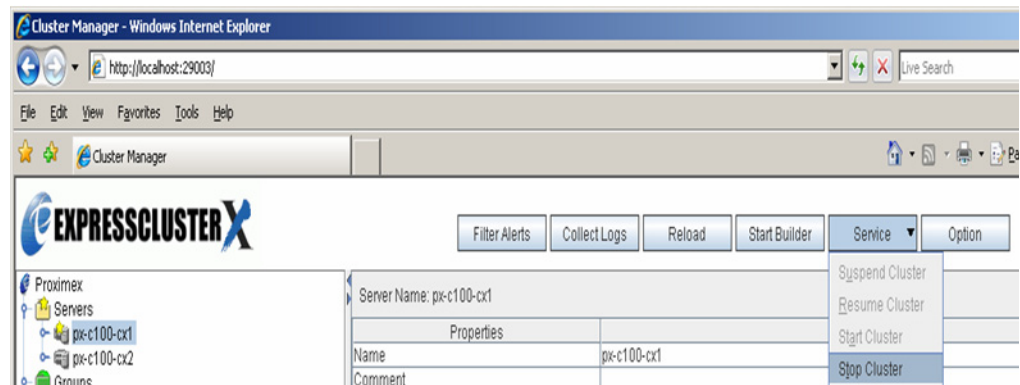 Cluster Manager - Windows Internet Explorer
http://localhost:29003/
Live Search
File Edit View Favorites Tools Help
Cluster Manager
EXPRESSCLUSTER X
Filter Alerts Collect Logs Reload Start Builder Service Option
Suspend Cluster
Resume Cluster
Start Cluster
Stop Cluster
Proximex
Servers
px-c100-cx1
px-c100-cx2
Groups
Server Name: px-c100-cx1
Properties
Name px-c100-cx1
Comment